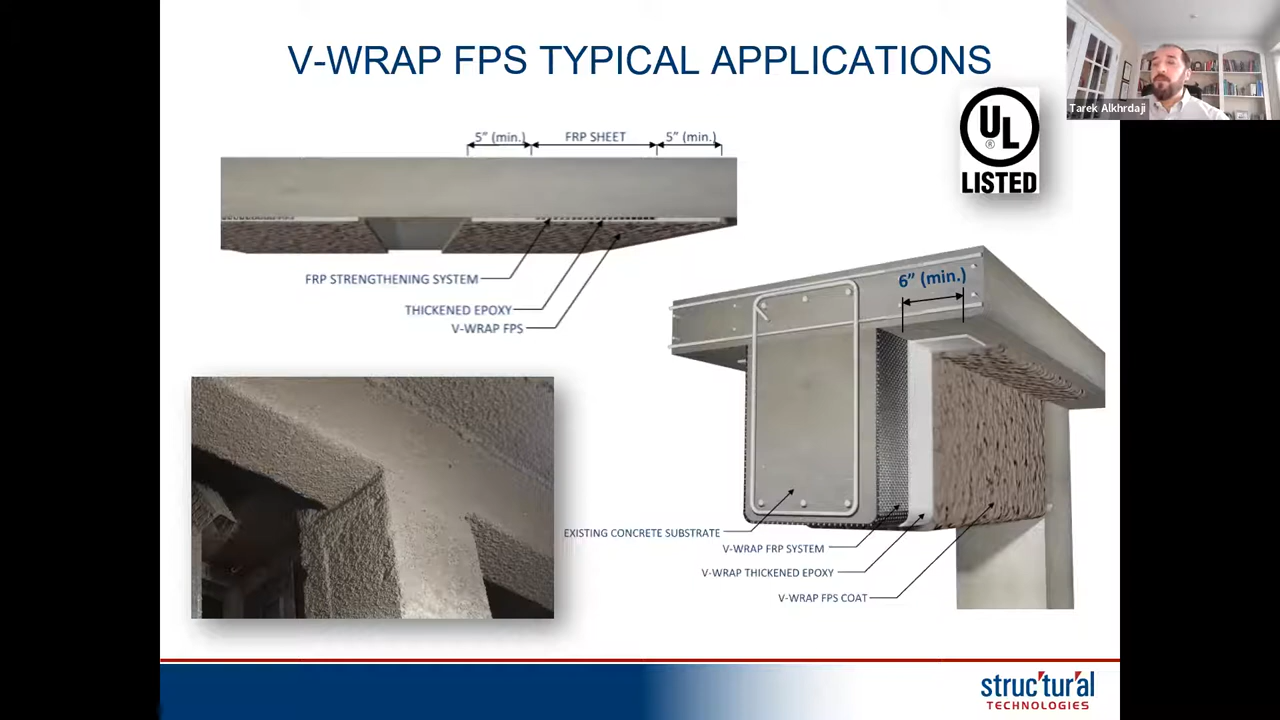 V-WRAP FPS TYPICAL APPLICATIONS
Tarek Alkhrdaji
UL
®
LISTED
5” (min.)
FRP SHEET
5” (min.)
FRP STRENGTHENING SYSTEM
THICKENED EPOXY
V-WRAP FPS
6” (min.)
EXISTING CONCRETE SUBSTRATE
V-WRAP FRP SYSTEM
V-WRAP THICKENED EPOXY
V-WRAP FPS COAT
structural
TECHNOLOGIES